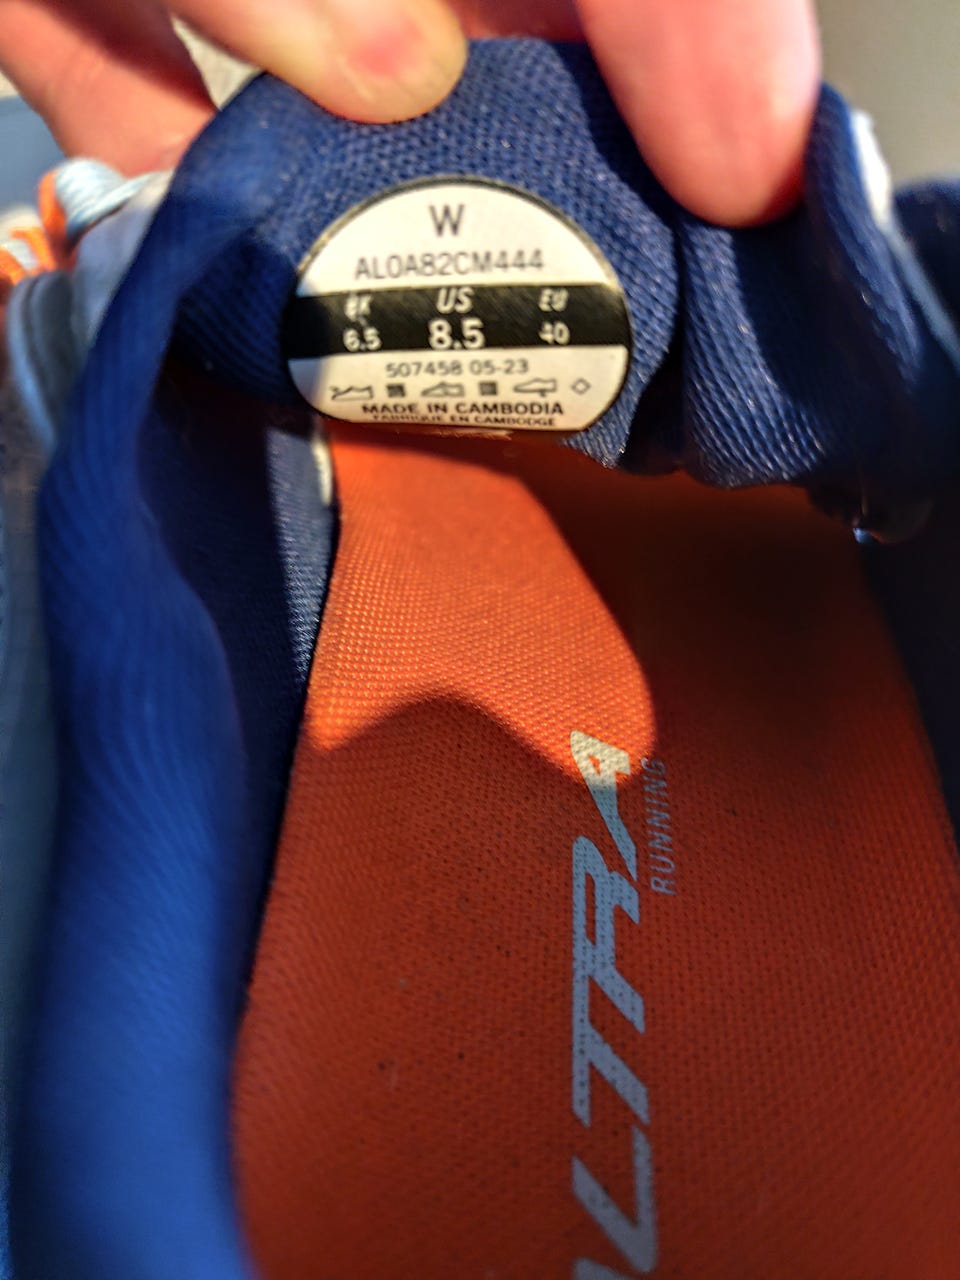 W
AL0A82CM444
UK US EU
6.5 8.5 40
507458 05-23
MADE IN CAMBODIA
FABRIQUE EN CAMBODGE
ALTRA
RUNNING